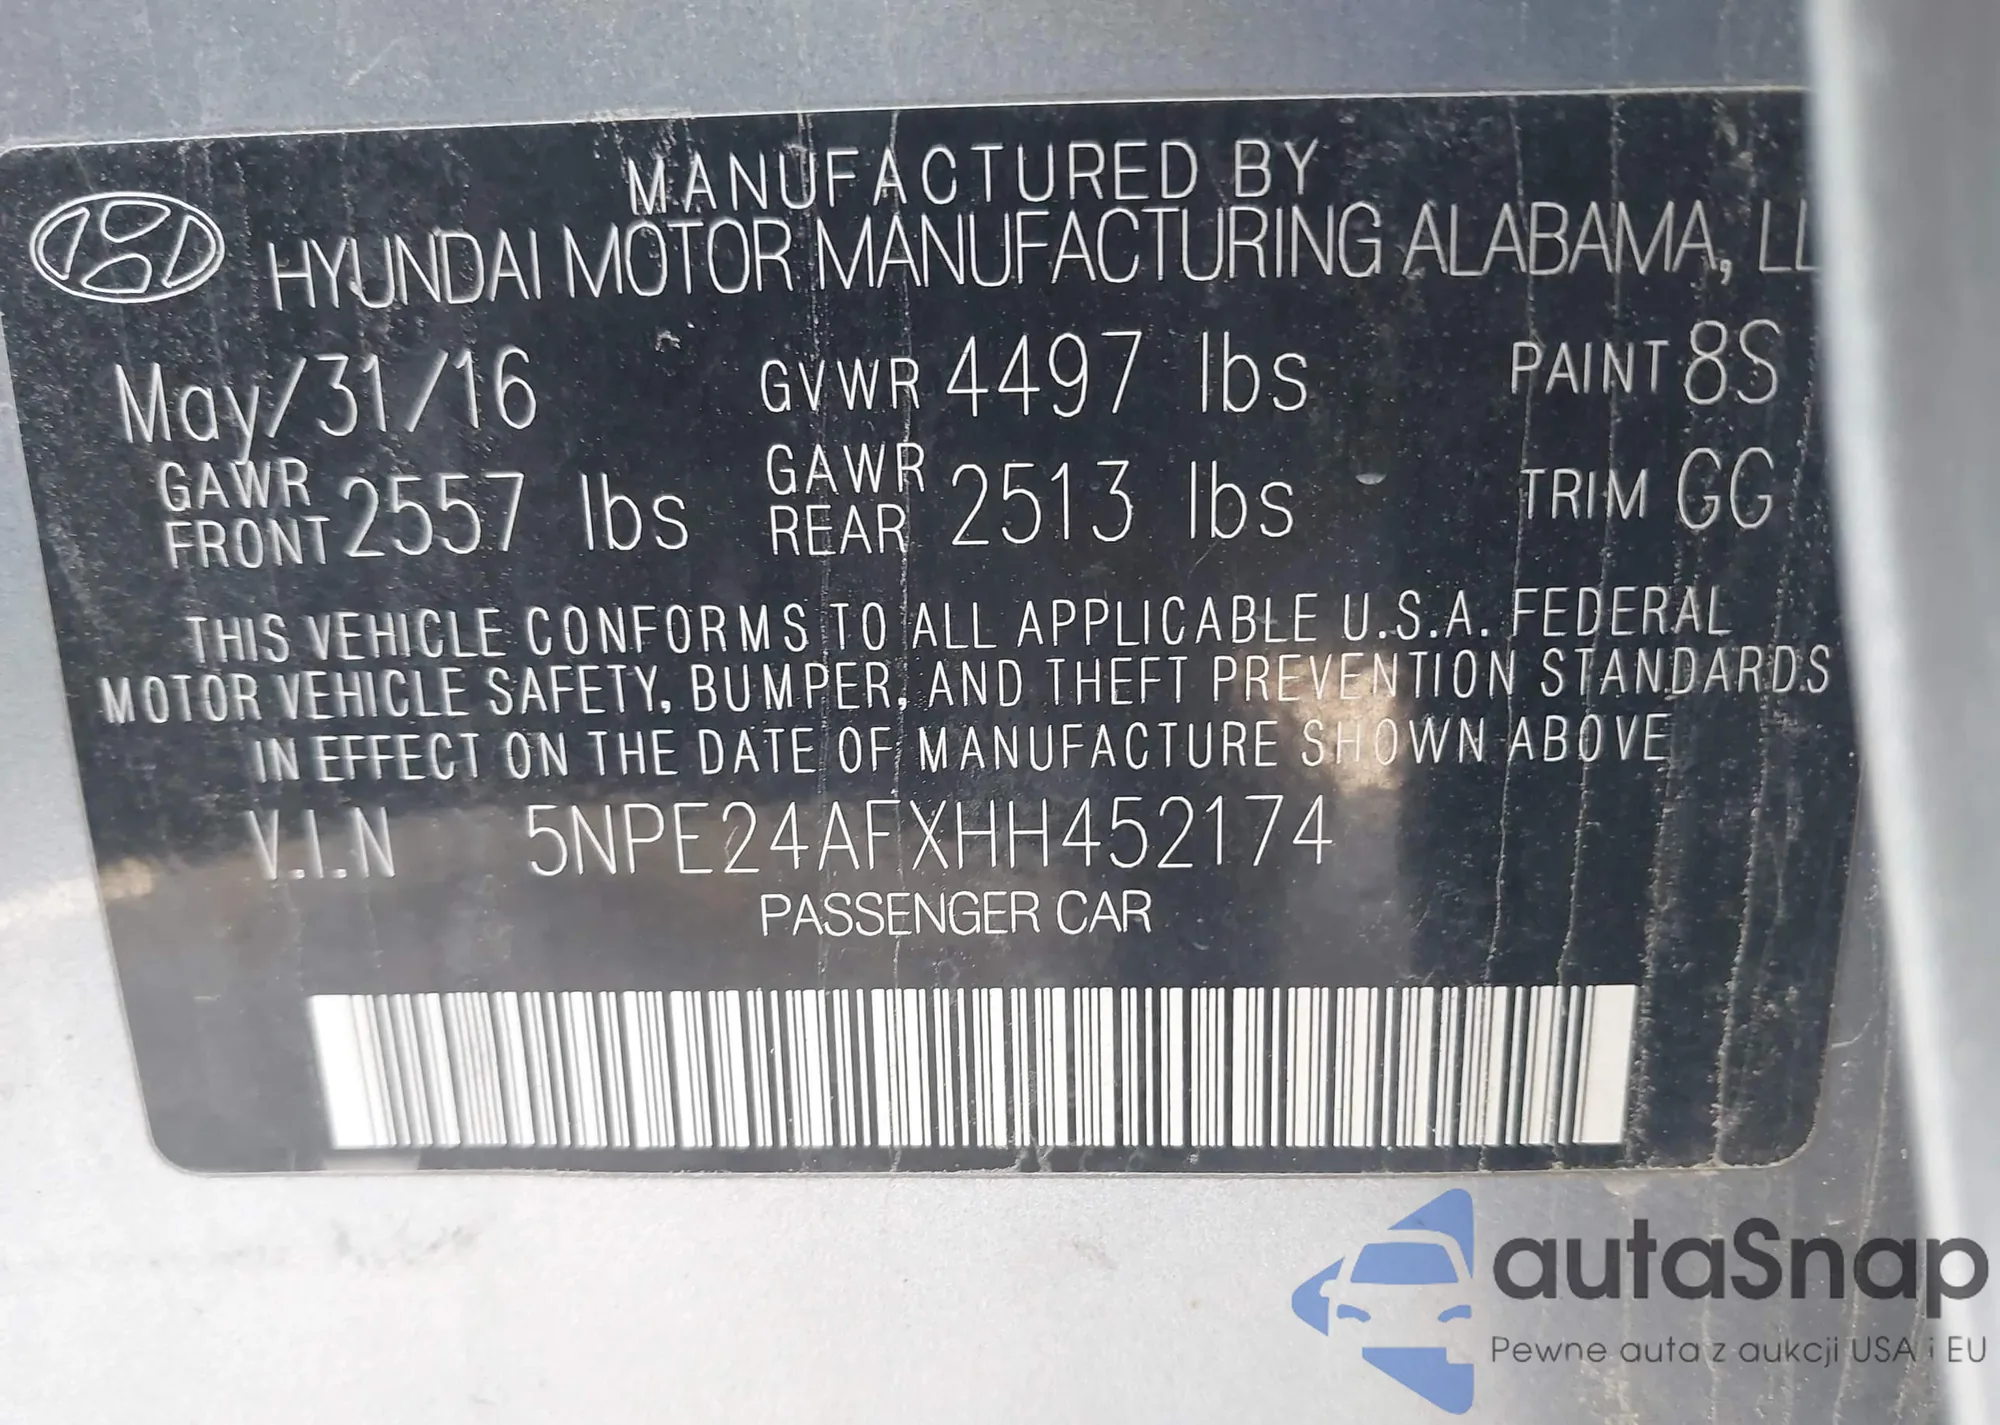 MANUFACTURED BY
HYUNDAI MOTOR MANUFACTURING ALABAMA, LL
May/31/16 GVWR 4497 lbs PAINT 8S
GAWR FRONT 2557 lbs GAWR REAR 2513 lbs TRIM GG
THIS VEHICLE CONFORMS TO ALL APPLICABLE U.S.A. FEDERAL
MOTOR VEHICLE SAFETY, BUMPER, AND THEFT PREVENTION STANDARDS
IN EFFECT ON THE DATE OF MANUFACTURE SHOWN ABOVE
V.I.N 5NPE24AFXHH452174
PASSENGER CAR
autaSnap
Pewne auta z aukcji USA i EU